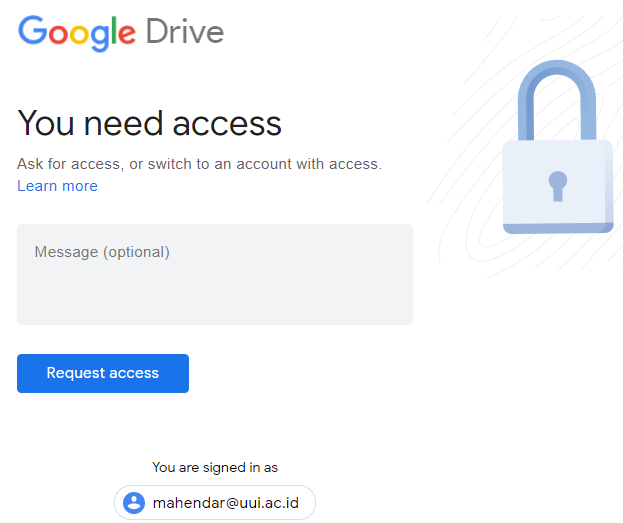 Google Drive
You need access
Ask for access, or switch to an account with access.
Learn more
Message (optional)
Request access
You are signed in as
mahendar@uui.ac.id